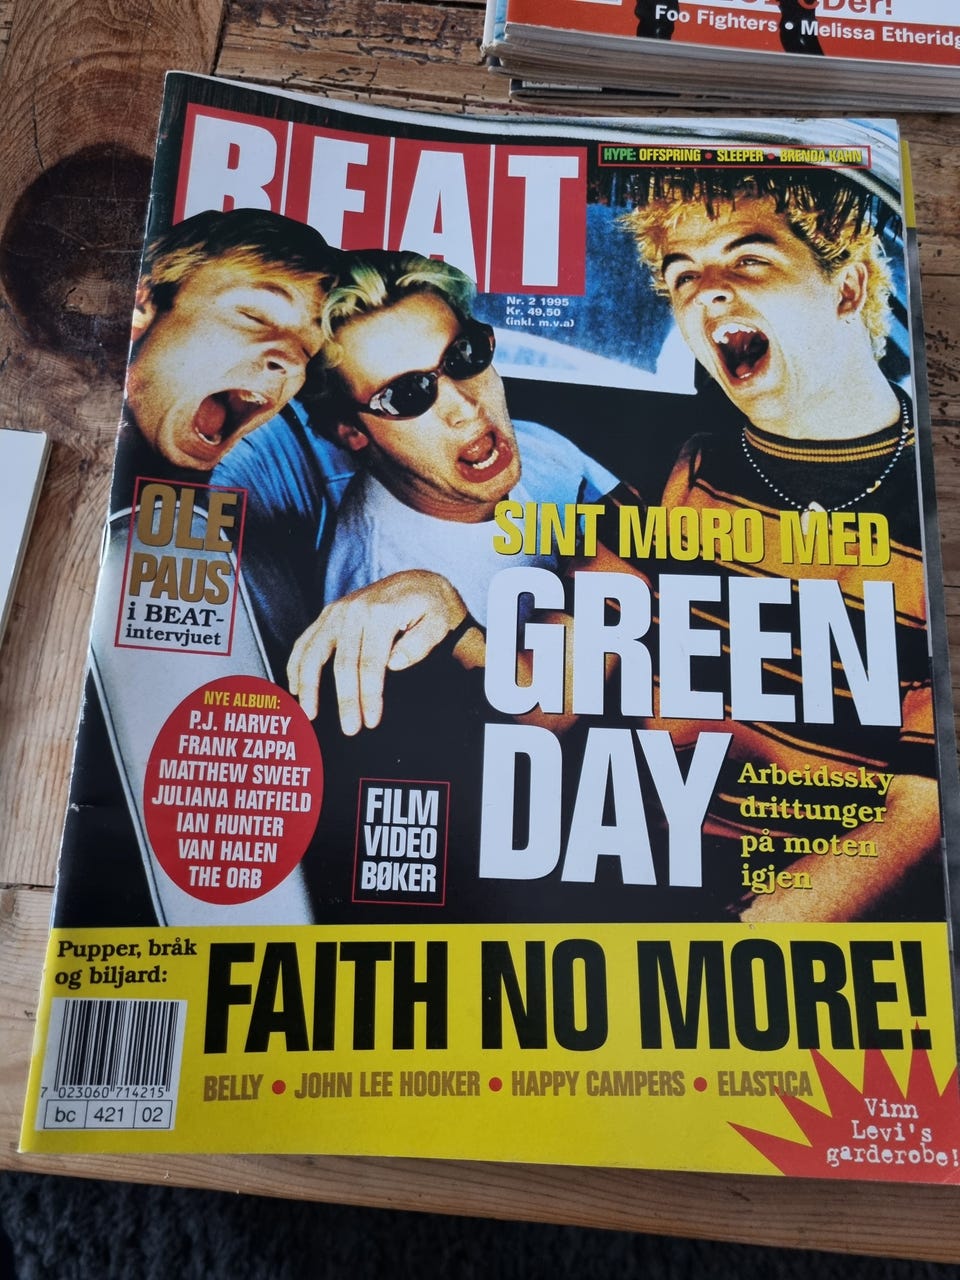 Foo Fighters • Melissa
BEAT
HYPE: OFFSPRING • SLEEPER • BRENDA KAHN
Nr. 2 1995
Kr. 49,50
(inkl. m.v.a)
OLE
PAUS
i BEAT-
intervjuet
SINT MORO MED
GREEN
DAY
Arbeidssky
drittunger
på moten
igjen
NYE ALBUM:
P.J. HARVEY
FRANK ZAPPA
MATTHEW SWEET
JULIANA HATFIELD
IAN HUNTER
VAN HALEN
THE ORB
FILM
VIDEO
BØKER
Pupper, bråk
og biljard:
FAITH NO MORE!
BELLY • JOHN LEE HOOKER • HAPPY CAMPERS • ELASTICA
7 023060 714215
bc 421 02
Vinn
Levi's
garderobe!